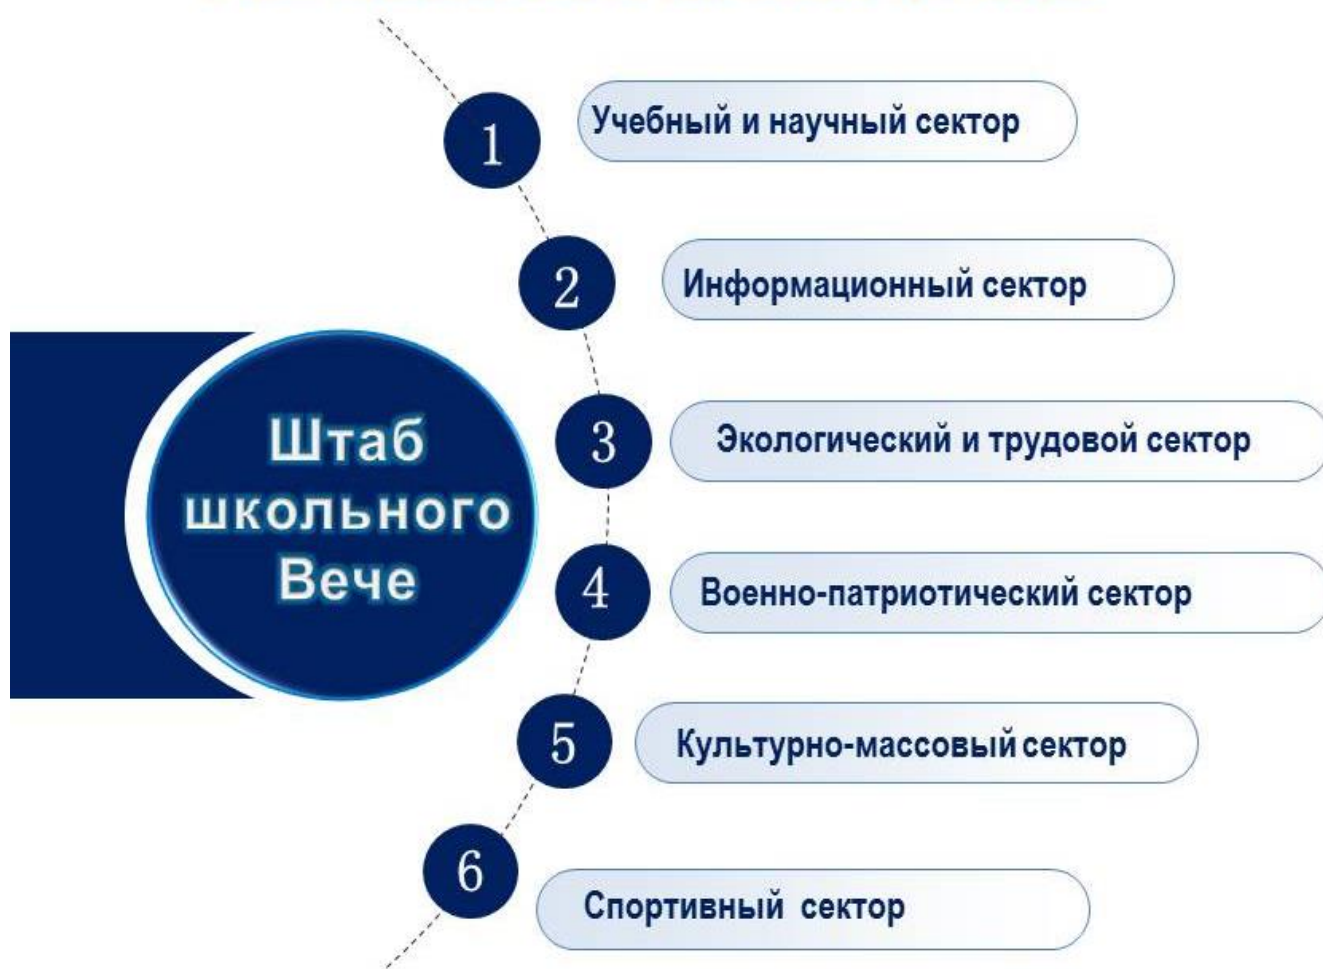 1
Учебный и научный сектор
2
Информационный сектор
3
Экологический и трудовой сектор
Штаб
школьного
Вече
4
Военно-патриотический сектор
5
Культурно-массовый сектор
6
Спортивный сектор